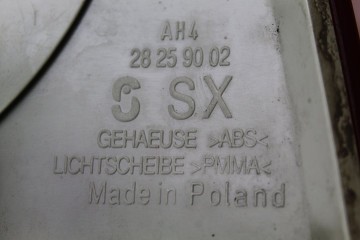 AH4
28 25 90 02
SX
GEHAEUSE >ABS<
LICHTSCHEIBE >PMMA<
Made in Poland